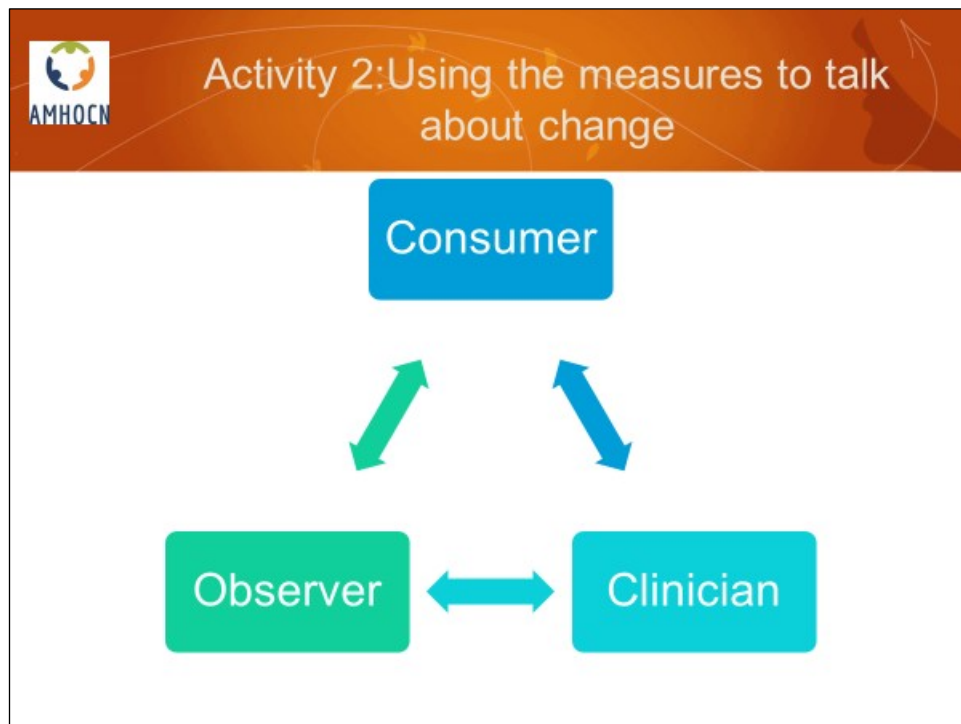 AMHOCN
Activity 2:Using the measures to talk
about change
Consumer
Observer
Clinician